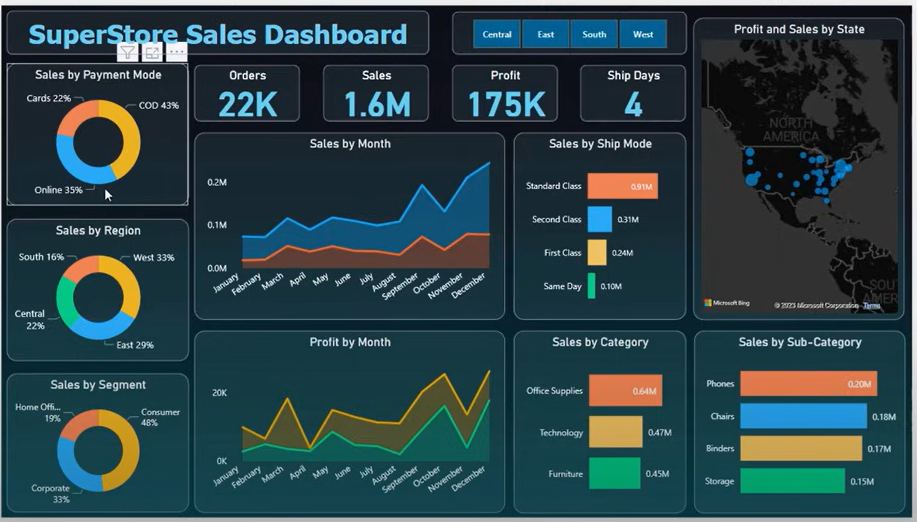 SuperStore Sales Dashboard
Central
East
South
West
Profit and Sales by State
Sales by Payment Mode
Cards 22%
COD 43%
Online 35%
Orders
22K
Sales
1.6M
Profit
175K
Ship Days
4
Sales by Month
0.2M
0.1M
0.0M
January
February
March
April
May
June
July
August
September
October
November
December
Sales by Ship Mode
Standard Class
0.91M
Second Class
0.31M
First Class
0.24M
Same Day
0.10M
NORTH
AMERICA
SOU
AMER
Microsoft Bing
© 2023 Microsoft Corporation
Terms
Sales by Region
South 16%
West 33%
Central
22%
East 29%
Sales by Segment
Home Offi...
19%
Consumer
48%
Corporate
33%
Profit by Month
20K
0K
January
February
March
April
May
June
July
August
September
October
November
December
Sales by Category
Office Supplies
0.64M
Technology
0.47M
Furniture
0.45M
Sales by Sub-Category
Phones
0.20M
Chairs
0.18M
Binders
0.17M
Storage
0.15M